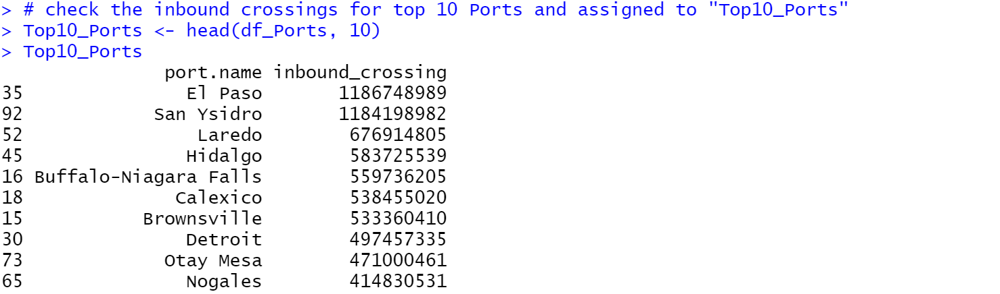 > # check the inbound crossings for top 10 Ports and assigned to "Top10_Ports"
> Top10_Ports <- head(df_Ports, 10)
> Top10_Ports
port.name inbound_crossing
35 El Paso 1186748989
92 San Ysidro 1184198982
52 Laredo 676914805
45 Hidalgo 583725539
16 Buffalo-Niagara Falls 559736205
18 Calexico 538455020
15 Brownsville 533360410
30 Detroit 497457335
73 Otay Mesa 471000461
65 Nogales 414830531